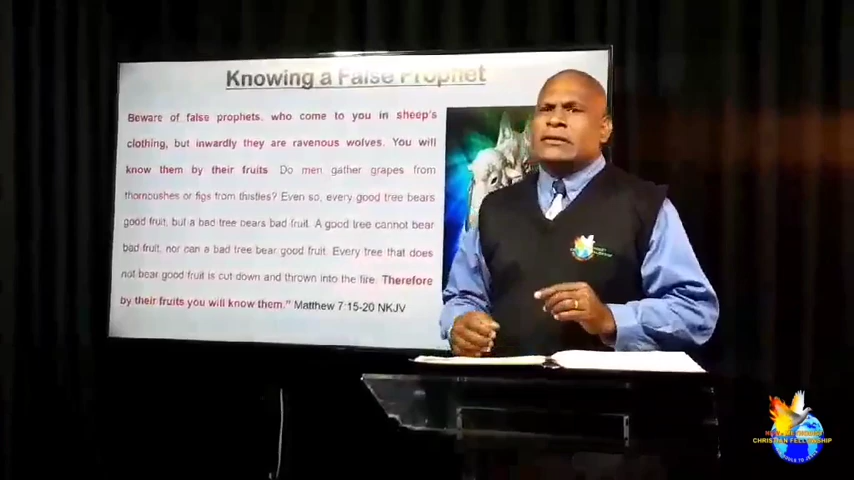 Knowing a False Prophet
Beware of false prophets, who come to you in sheep's
clothing, but inwardly they are ravenous wolves. You will
know them by their fruits Do men gather grapes from
thornbushes or figs from thistles? Even so, every good tree bears
good fruit, but a bad tree bears bad fruit. A good tree cannot bear
bad fruit, nor can a bad tree bear good fruit. Every tree that does
not bear good fruit is cut down and thrown into the fire. Therefore
by their fruits You will know them." Matthew 7:15-20 NKJV
CHRISTIAN FELLOWSHIP